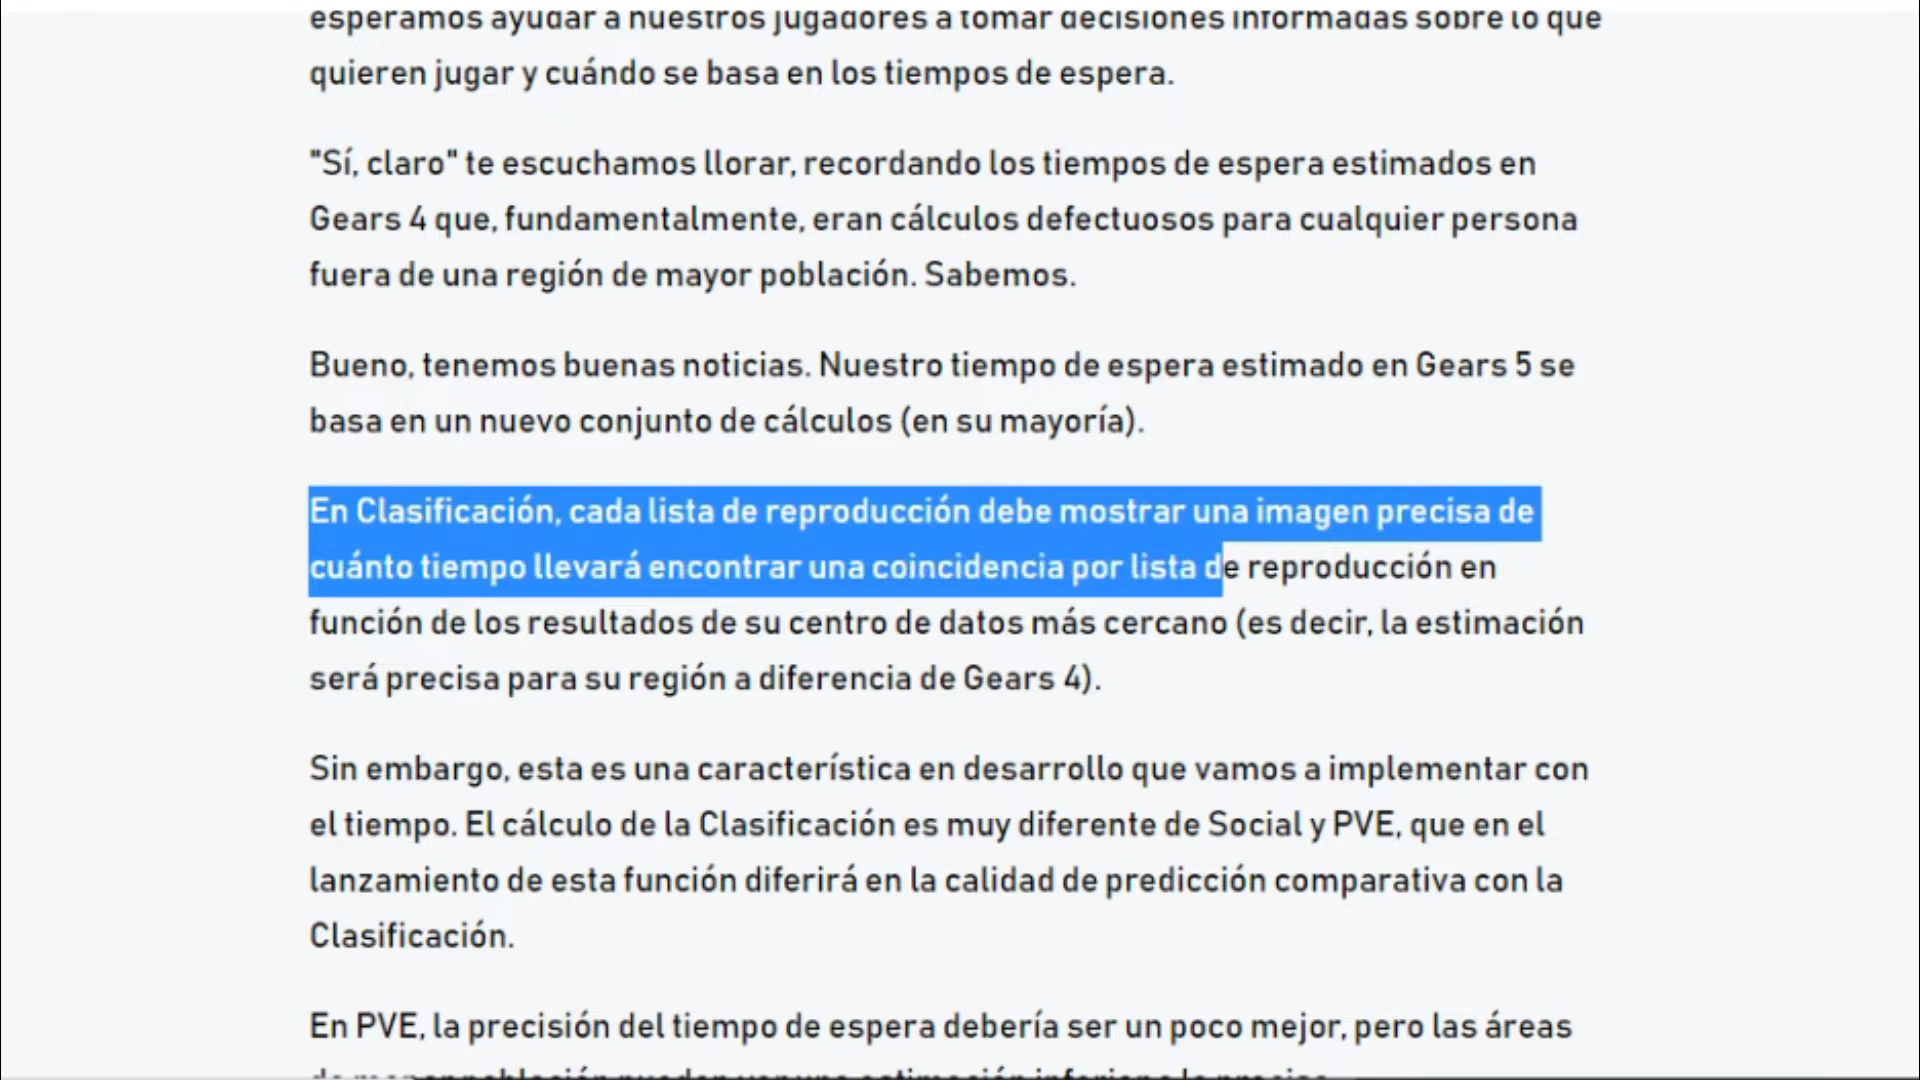 esperamos ayudar a nuestros jugadores a tomar decisiones informadas sobre lo que
quieren jugar y cuándo se basa en los tiempos de espera.
"Sí, claro" te escuchamos llorar, recordando los tiempos de espera estimados en
Gears 4 que, fundamentalmente, eran cálculos defectuosos para cualquier persona
fuera de una región de mayor población. Sabemos.
Bueno, tenemos buenas noticias. Nuestro tiempo de espera estimado en Gears 5 se
basa en un nuevo conjunto de cálculos (en su mayoría).
En Clasificación, cada lista de reproducción debe mostrar una imagen precisa de
cuánto tiempo llevará encontrar una coincidencia por lista de reproducción en
función de los resultados de su centro de datos más cercano (es decir, la estimación
será precisa para su región a diferencia de Gears 4).
Sin embargo, esta es una característica en desarrollo que vamos a implementar con
el tiempo. El cálculo de la Clasificación es muy diferente de Social y PVE, que en el
lanzamiento de esta función diferirá en la calidad de predicción comparativa con la
Clasificación.
En PVE, la precisión del tiempo de espera debería ser un poco mejor, pero las áreas